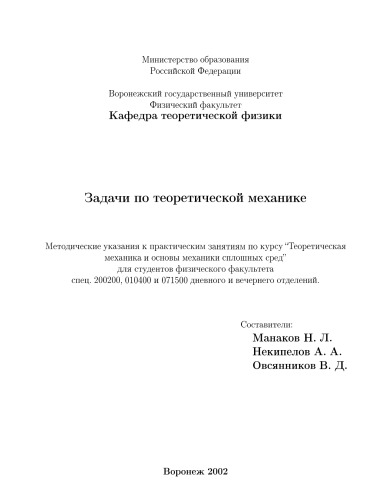 Министерство образования
Российской Федерации
Воронежский государственный университет
Физический факультет
Кафедра теоретической физики
Задачи по теоретической механике
Методические указания к практическим занятиям по курсу “Теоретическая
механика и основы механики сплошных сред”
для студентов физического факультета
спец. 200200, 010400 и 071500 дневного и вечернего отделений.
Составители:
Манаков Н. Л.
Некипелов А. А.
Овсянников В. Д.
Воронеж 2002